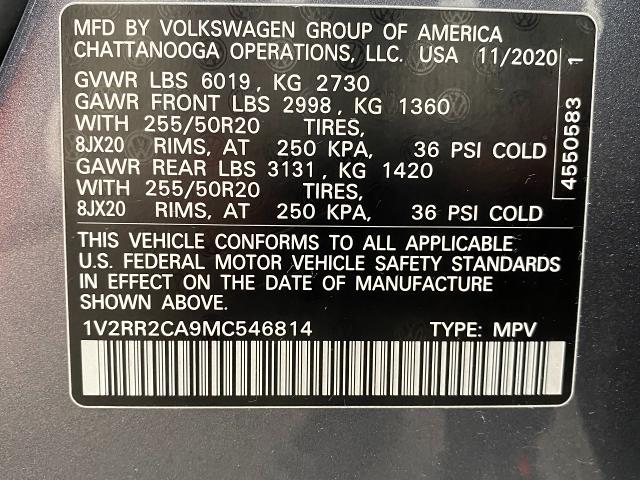 MFD BY VOLKSWAGEN GROUP OF AMERICA
CHATTANOOGA OPERATIONS, LLC. USA 11/2020
GVWR LBS 6019 , KG 2730
GAWR FRONT LBS 2998 , KG 1360
WITH 255/50R20 TIRES,
8JX20 RIMS, AT 250 KPA, 36 PSI COLD
GAWR REAR LBS 3131 , KG 1420
WITH 255/50R20 TIRES,
8JX20 RIMS, AT 250 KPA, 36 PSI COLD
THIS VEHICLE CONFORMS TO ALL APPLICABLE
U.S. FEDERAL MOTOR VEHICLE SAFETY STANDARDS
IN EFFECT ON THE DATE OF MANUFACTURE
SHOWN ABOVE.
1V2RR2CA9MC546814 TYPE: MPV
4550583 1